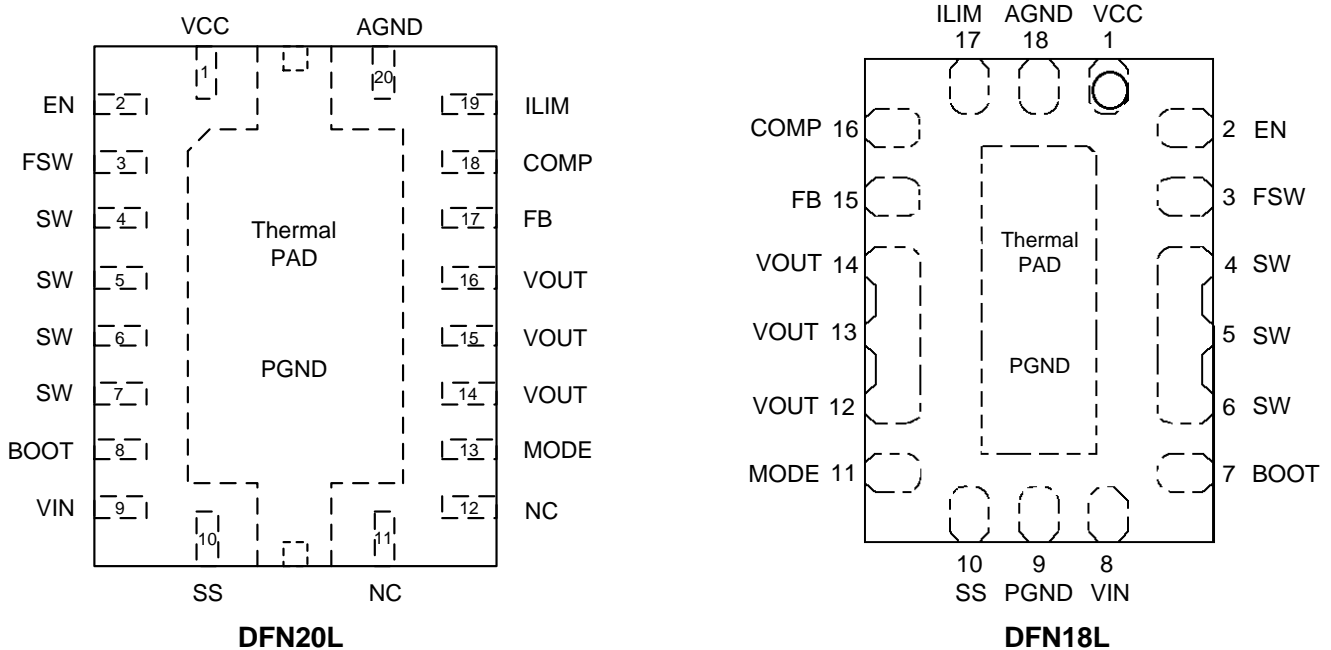 VCC AGND
1 20
EN 2 19 ILIM
FSW 3 18 COMP
SW 4 17 FB
SW 5 16 VOUT
SW 6 15 VOUT
SW 7 14 VOUT
BOOT 8 13 MODE
VIN 9 12 NC
10 11
SS NC
Thermal
PAD
PGND
DFN20L
ILIM AGND VCC
17 18 1
COMP 16 2 EN
FB 15 3 FSW
VOUT 14 4 SW
VOUT 13 5 SW
VOUT 12 6 SW
MODE 11 7 BOOT
Thermal
PAD
PGND
10 9 8
SS PGND VIN
DFN18L